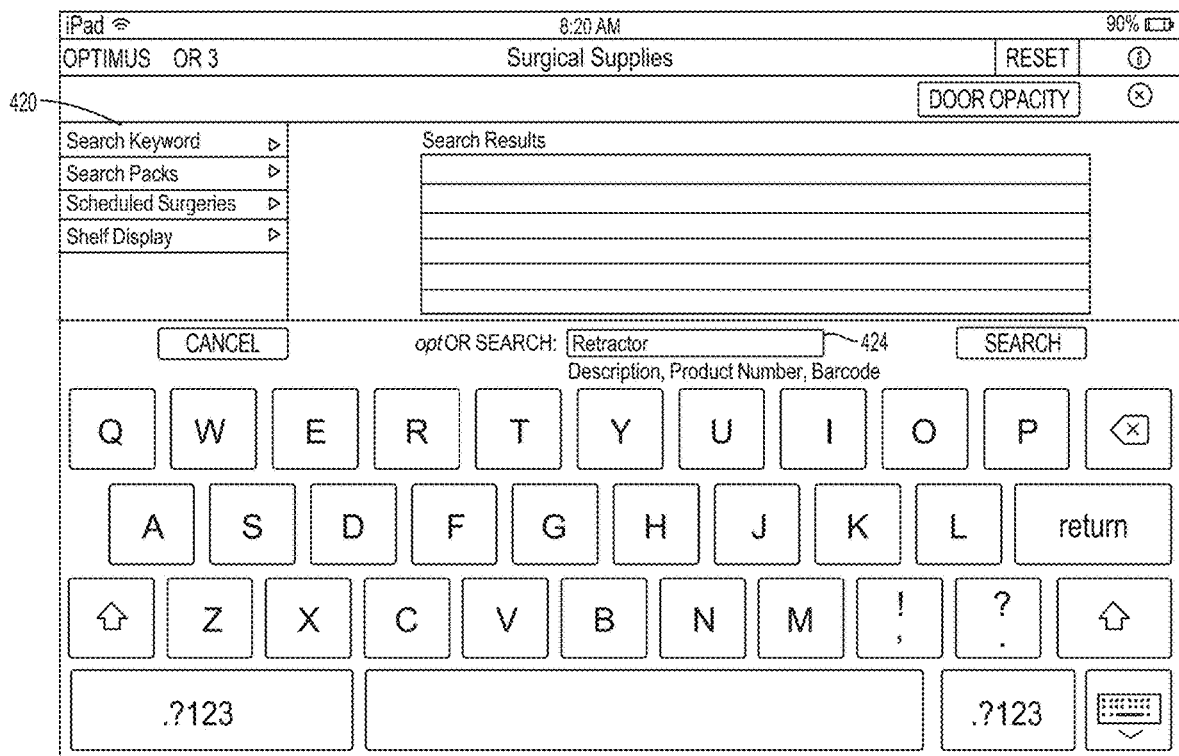 iPad 8:20 AM 90%
OPTIMUS OR 3 Surgical Supplies RESET i
DOOR OPACITY
420
Search Keyword
Search Packs
Scheduled Surgeries
Shelf Display
Search Results
CANCEL optOR SEARCH: Retractor 424 SEARCH
Description, Product Number, Barcode
Q W E R T Y U I O P
A S D F G H J K L return
Z X C V B N M ! , ? .
.?123 .?123